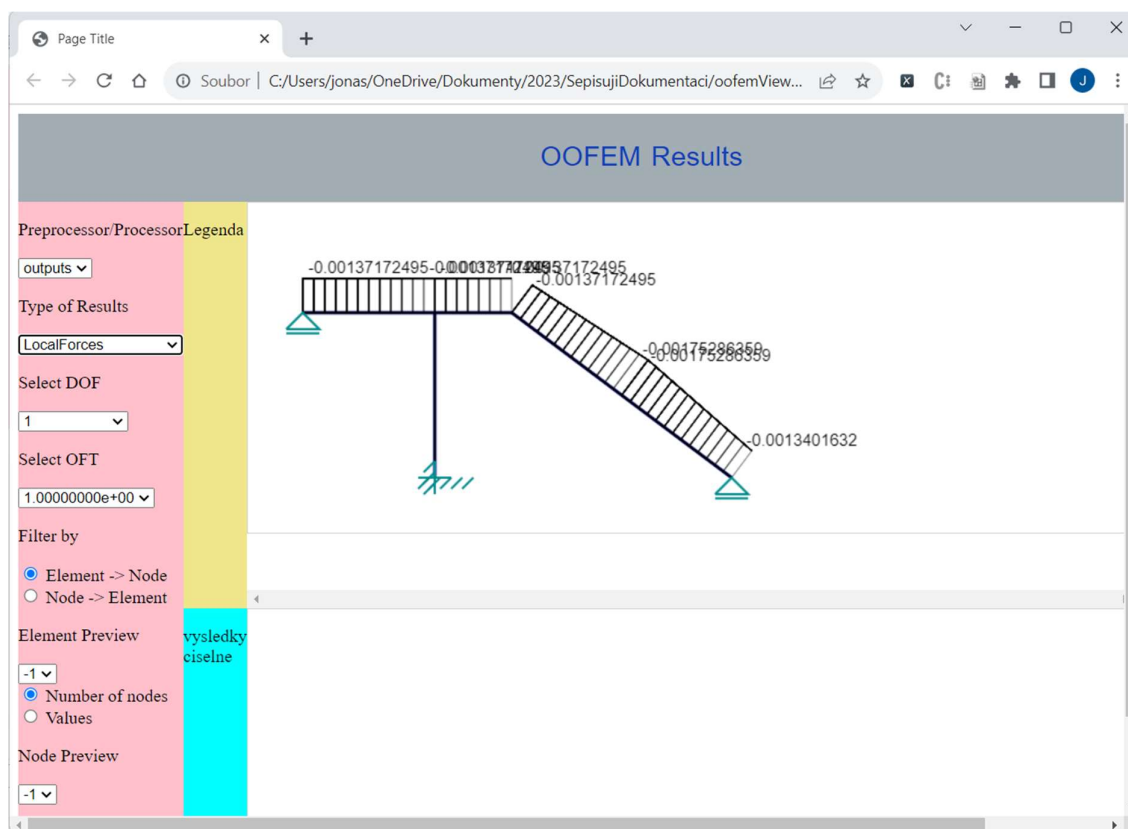 Page Title
Soubor
C:/Users/jonas/OneDrive/Dokumenty/2023/SepisujiDokumentaci/oofemView...
J
OOFEM Results
Preprocessor/Processor
outputs
Type of Results
LocalForces
Select DOF
1
Select OFT
1.00000000e+00
Filter by
Element -> Node
Node -> Element
Element Preview
-1
Number of nodes
Values
Node Preview
-1
Legenda
vysledky
ciselne
-0.00137172495
-0.00137172495
-0.00175286359
-0.00175286359
-0.0013401632